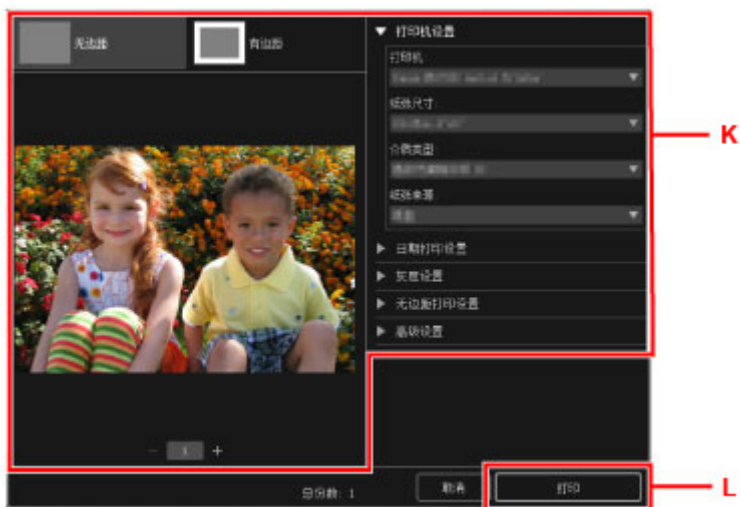 无边距
有边距
▼ 打印机设置
打印机:
纸张尺寸:
介质类型:
纸张来源:
▶ 日期打印设置
▶ 灰度设置
▶ 无边距打印设置
▶ 高级设置
− 1 +
总份数: 1
取消
打印
K
L